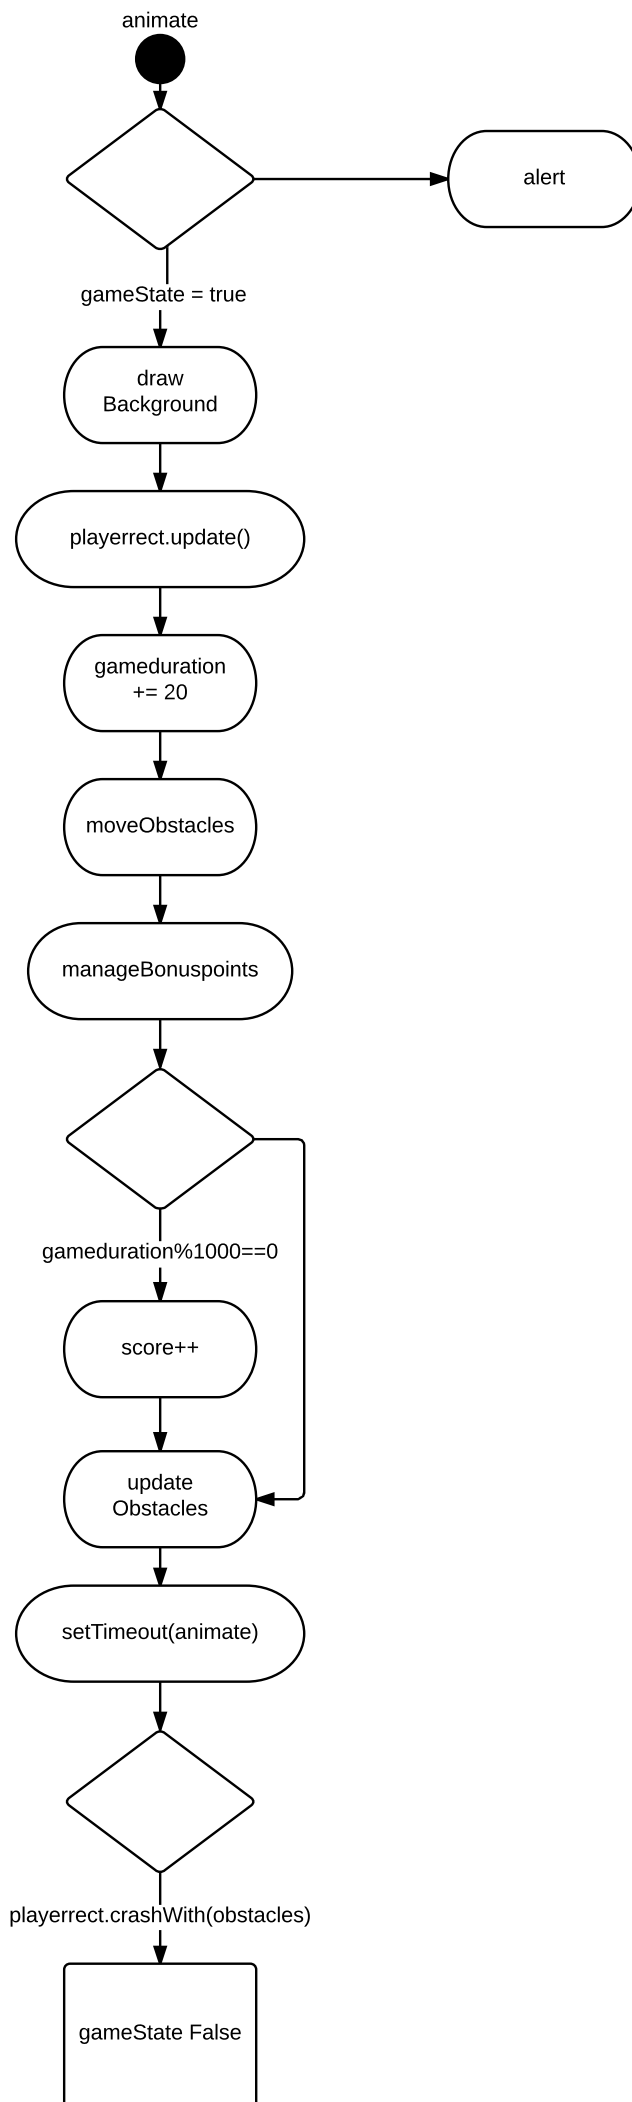 animate
alert
gameState = true
draw
Background
playerrect.update()
gameduration
+= 20
moveObstacles
manageBonuspoints
gameduration%1000==0
score++
update
Obstacles
setTimeout(animate)
playerrect.crashWith(obstacles)
gameState False